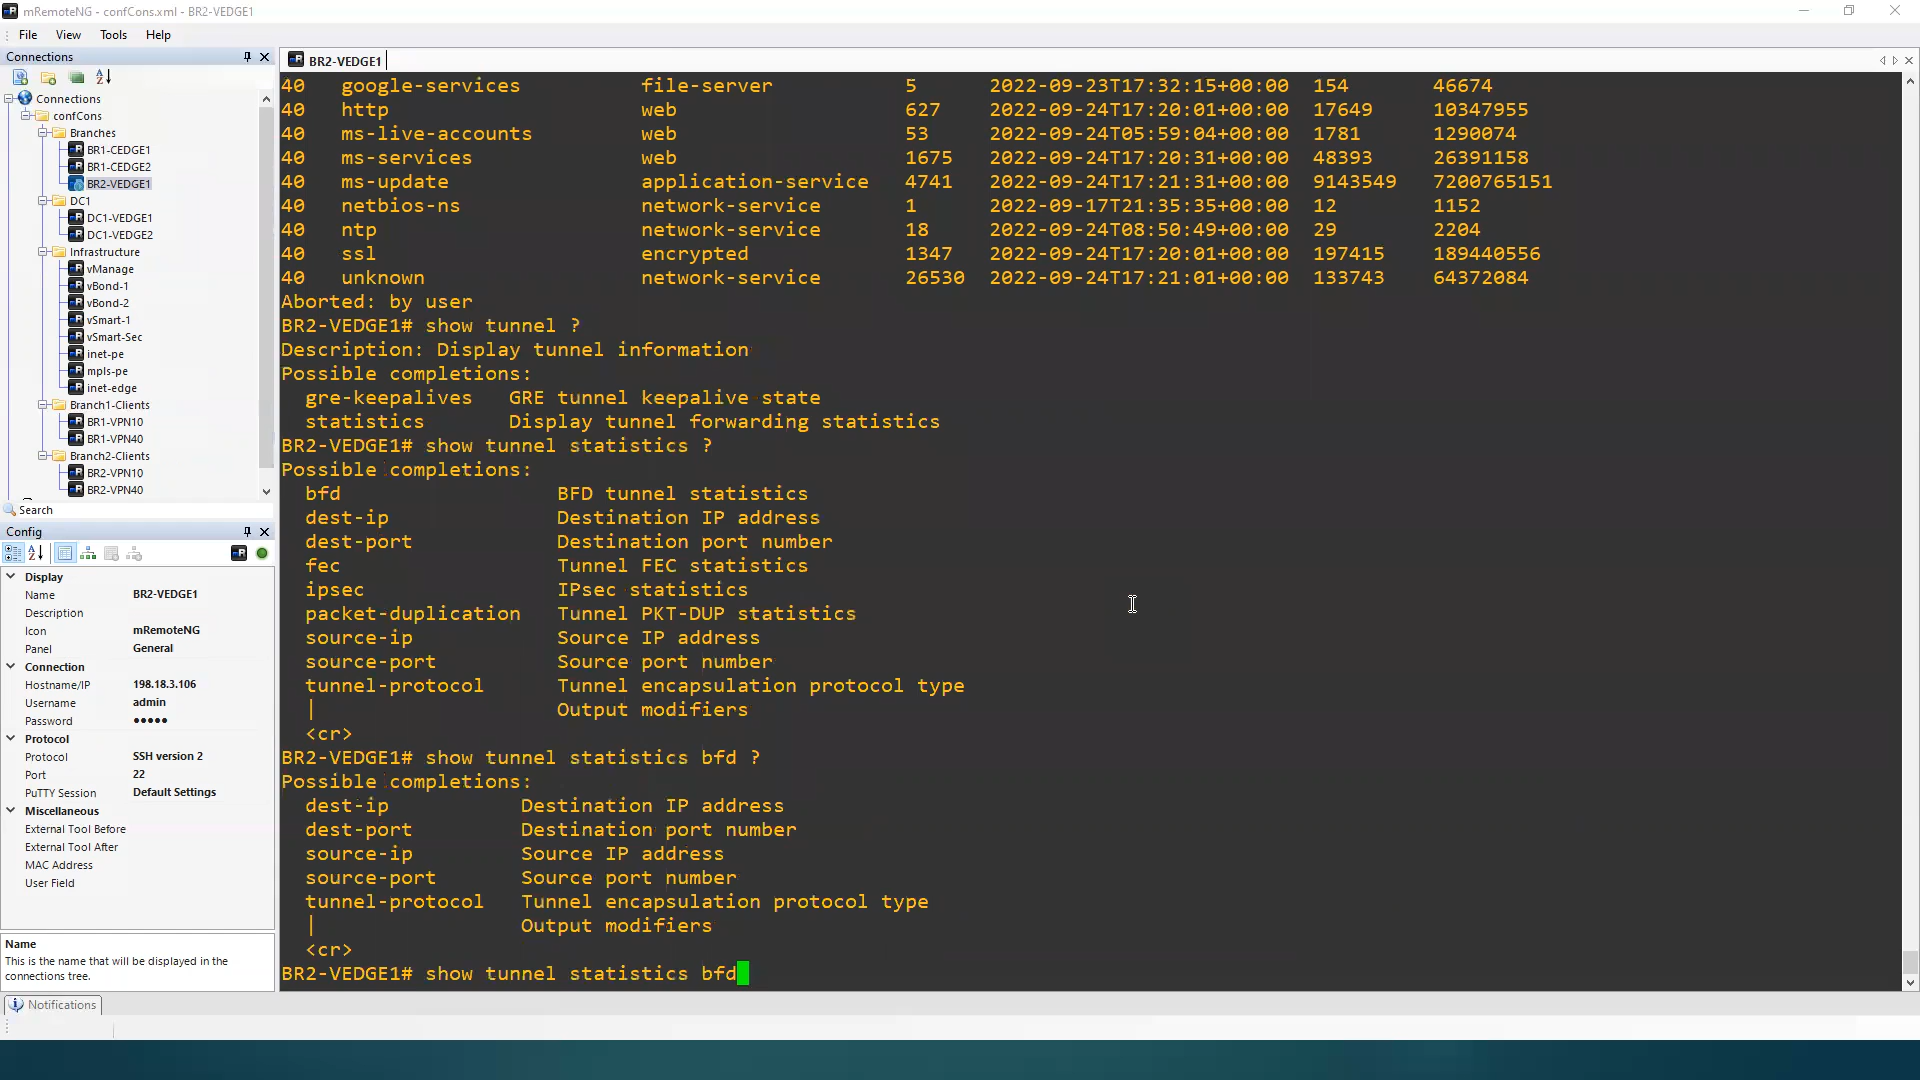 mRemoteNG - confCons.xml - BR2-VEDGE1
File View Tools Help
Connections
Connections
confCons
Branches
BR1-CEDGE1
BR1-CEDGE2
BR2-VEDGE1
DC1
DC1-VEDGE1
DC1-VEDGE2
Infrastructure
vManage
vBond-1
vBond-2
vSmart-1
vSmart-Sec
inet-pe
mpls-pe
inet-edge
Branch1-Clients
BR1-VPN10
BR1-VPN40
Branch2-Clients
BR2-VPN10
BR2-VPN40
Search
Config
Display
Name BR2-VEDGE1
Description
Icon mRemoteNG
Panel General
Connection
Hostname/IP 198.18.3.106
Username admin
Password •••••
Protocol
Protocol SSH version 2
Port 22
PuTTY Session Default Settings
Miscellaneous
External Tool Before
External Tool After
MAC Address
User Field
Name
This is the name that will be displayed in the
connections tree.
Notifications
BR2-VEDGE1
40 google-services file-server 5 2022-09-23T17:32:15+00:00 154 46674
40 http web 627 2022-09-24T17:20:01+00:00 17649 10347955
40 ms-live-accounts web 53 2022-09-24T05:59:04+00:00 1781 1290074
40 ms-services web 1675 2022-09-24T17:20:31+00:00 48393 26391158
40 ms-update application-service 4741 2022-09-24T17:21:31+00:00 9143549 7200765151
40 netbios-ns network-service 1 2022-09-17T21:35:35+00:00 12 1152
40 ntp network-service 18 2022-09-24T08:50:49+00:00 29 2204
40 ssl encrypted 1347 2022-09-24T17:20:01+00:00 197415 189440556
40 unknown network-service 26530 2022-09-24T17:21:01+00:00 133743 64372084
Aborted: by user
BR2-VEDGE1# show tunnel ?
Description: Display tunnel information
Possible completions:
gre-keepalives GRE tunnel keepalive state
statistics Display tunnel forwarding statistics
BR2-VEDGE1# show tunnel statistics ?
Possible completions:
bfd BFD tunnel statistics
dest-ip Destination IP address
dest-port Destination port number
fec Tunnel FEC statistics
ipsec IPsec statistics
packet-duplication Tunnel PKT-DUP statistics
source-ip Source IP address
source-port Source port number
tunnel-protocol Tunnel encapsulation protocol type
| Output modifiers
<cr>
BR2-VEDGE1# show tunnel statistics bfd ?
Possible completions:
dest-ip Destination IP address
dest-port Destination port number
source-ip Source IP address
source-port Source port number
tunnel-protocol Tunnel encapsulation protocol type
| Output modifiers
<cr>
BR2-VEDGE1# show tunnel statistics bfd